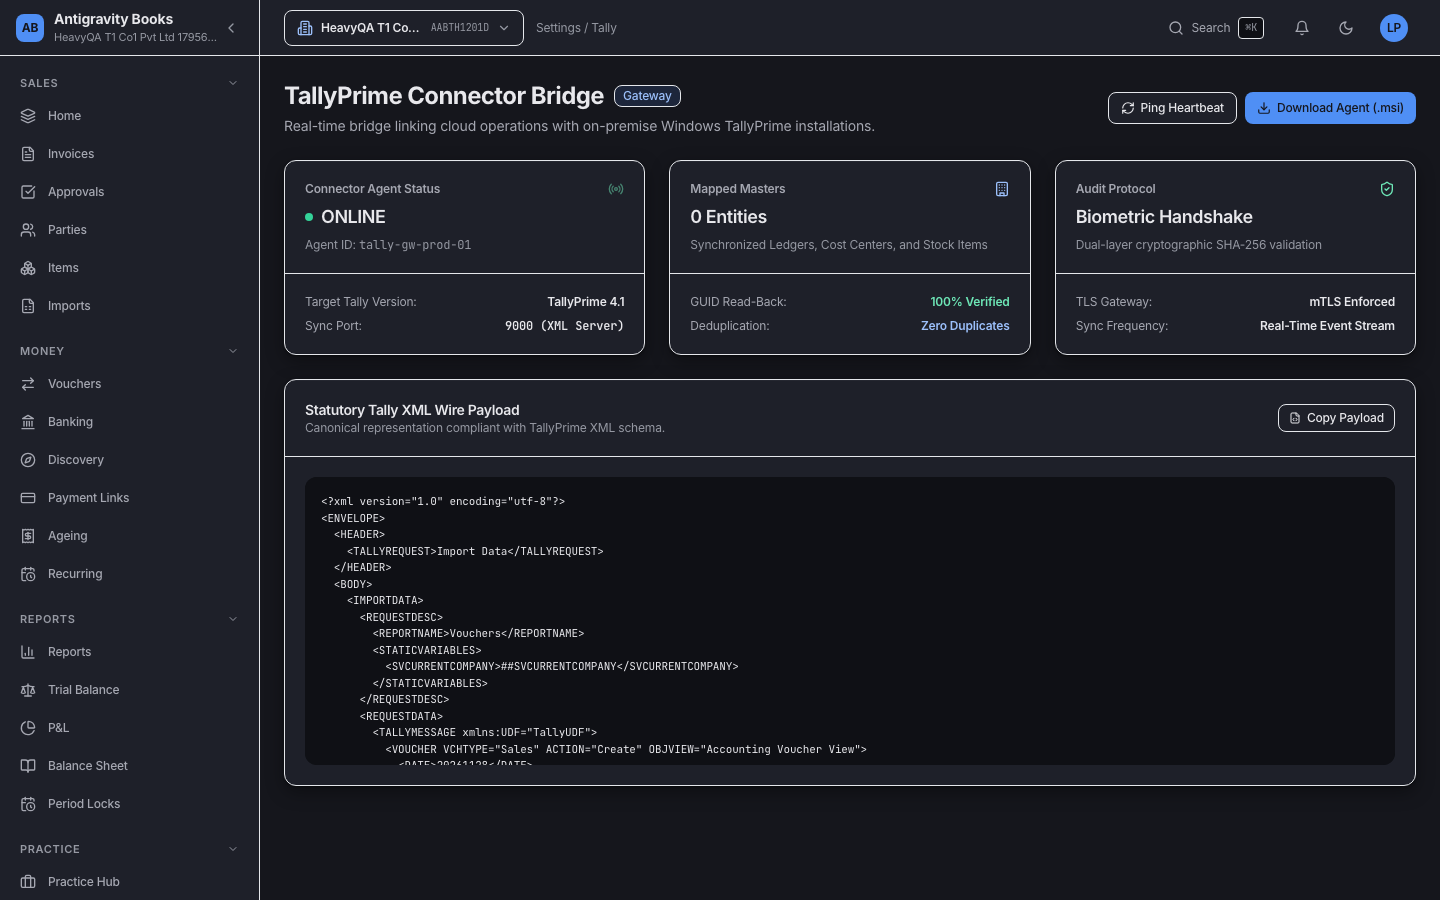 AB
Antigravity Books
HeavyQA T1 Co1 Pvt Ltd 17956...
HeavyQA T1 Co...
AABTH1201D
Settings / Tally
Search
⌘K
LP
SALES
Home
Invoices
Approvals
Parties
Items
Imports
MONEY
Vouchers
Banking
Discovery
Payment Links
Ageing
Recurring
REPORTS
Reports
Trial Balance
P&L
Balance Sheet
Period Locks
PRACTICE
Practice Hub
TallyPrime Connector Bridge
Gateway
Real-time bridge linking cloud operations with on-premise Windows TallyPrime installations.
Ping Heartbeat
Download Agent (.msi)
Connector Agent Status
ONLINE
Agent ID: tally-gw-prod-01
Target Tally Version: TallyPrime 4.1
Sync Port: 9000 (XML Server)
Mapped Masters
0 Entities
Synchronized Ledgers, Cost Centers, and Stock Items
GUID Read-Back: 100% Verified
Deduplication: Zero Duplicates
Audit Protocol
Biometric Handshake
Dual-layer cryptographic SHA-256 validation
TLS Gateway: mTLS Enforced
Sync Frequency: Real-Time Event Stream
Statutory Tally XML Wire Payload
Canonical representation compliant with TallyPrime XML schema.
Copy Payload
<?xml version="1.0" encoding="utf-8"?>
<ENVELOPE>
<HEADER>
<TALLYREQUEST>Import Data</TALLYREQUEST>
</HEADER>
<BODY>
<IMPORTDATA>
<REQUESTDESC>
<REPORTNAME>Vouchers</REPORTNAME>
<STATICVARIABLES>
<SVCURRENTCOMPANY>##SVCURRENTCOMPANY</SVCURRENTCOMPANY>
</STATICVARIABLES>
</REQUESTDESC>
<REQUESTDATA>
<TALLYMESSAGE xmlns:UDF="TallyUDF">
<VOUCHER VCHTYPE="Sales" ACTION="Create" OBJVIEW="Accounting Voucher View">